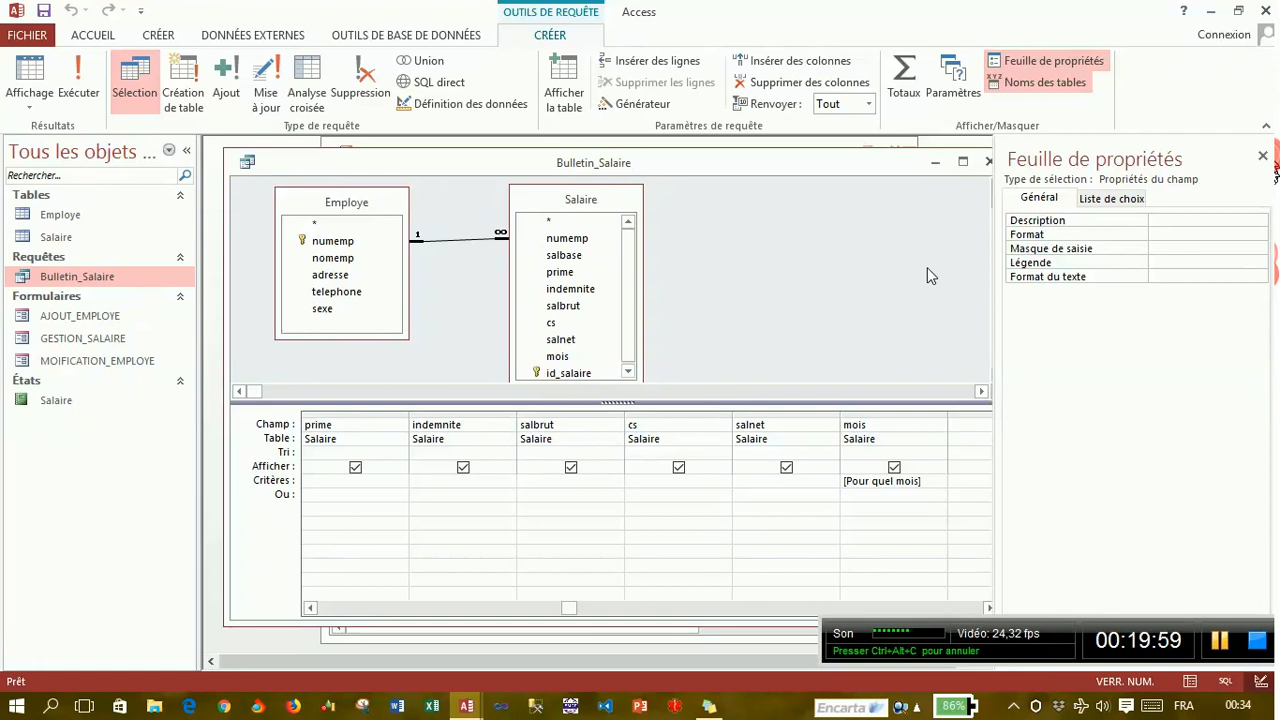 OUTILS DE REQUÊTE
Access
?
FICHIER
ACCUEIL
CRÉER
DONNÉES EXTERNES
OUTILS DE BASE DE DONNÉES
CRÉER
Connexion
Affichage
Exécuter
Sélection
Création de table
Ajout
Mise à jour
Analyse croisée
Suppression
Union
SQL direct
Définition des données
Afficher la table
Insérer des lignes
Supprimer les lignes
Générateur
Insérer des colonnes
Supprimer des colonnes
Renvoyer : Tout
Totaux
Paramètres
Feuille de propriétés
Noms des tables
Résultats
Type de requête
Paramètres de requête
Afficher/Masquer
Tous les objets ...
Rechercher...
Tables
Employe
Salaire
Requêtes
Bulletin_Salaire
Formulaires
AJOUT_EMPLOYE
GESTION_SALAIRE
MOIFICATION_EMPLOYE
États
Salaire
Bulletin_Salaire
Employe
*
numemp
nomemp
adresse
telephone
sexe
1
∞
Salaire
*
numemp
salbase
prime
indemnite
salbrut
cs
salnet
mois
id_salaire
Champ : prime indemnite salbrut cs salnet mois
Table : Salaire Salaire Salaire Salaire Salaire Salaire
Tri :
Afficher :
Critères : [Pour quel mois]
Ou :
Feuille de propriétés
Type de sélection : Propriétés du champ
Général
Liste de choix
Description
Format
Masque de saisie
Légende
Format du texte
Son
Vidéo: 24,32 fps
Presser Ctrl+Alt+C pour annuler
00:19:59
Prêt
VERR. NUM.
SQL
Encarta
86%
FRA
00:34